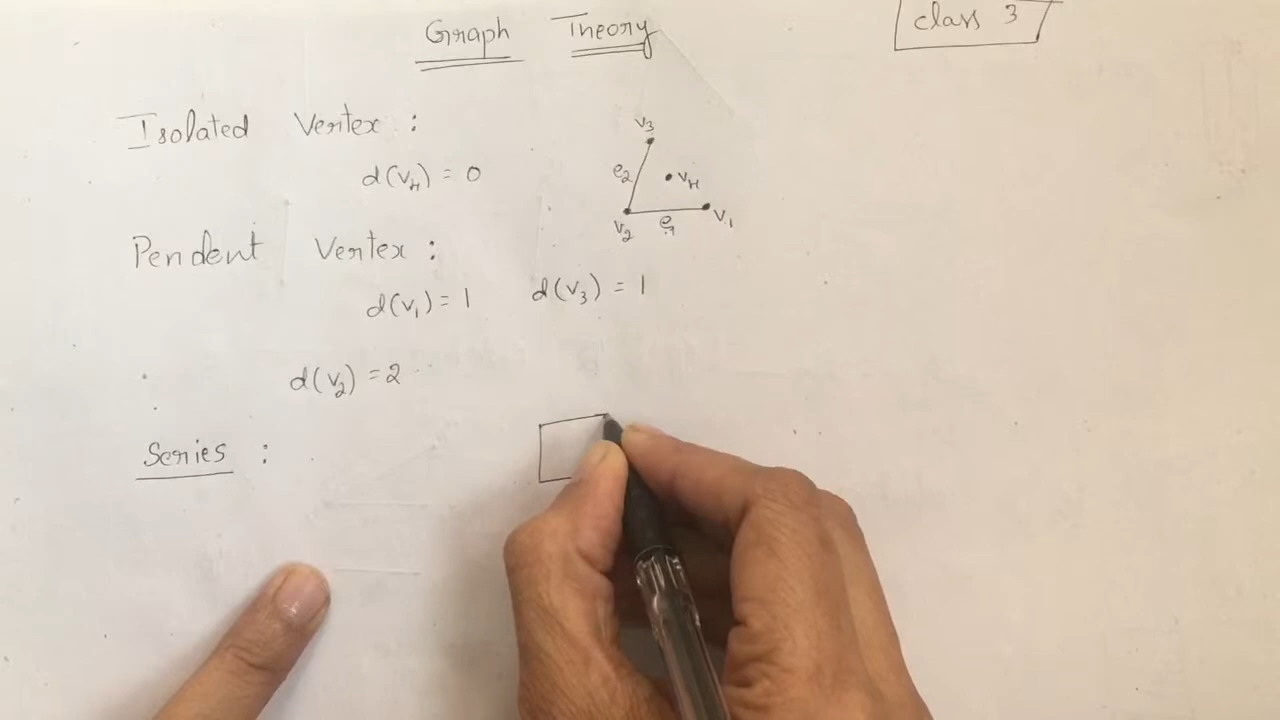 Graph Theory
class 3
Isolated Vertex :
d(v4) = 0
v3
e2
v4
v2
e1
v1
Pendent Vertex :
d(v1) = 1 d(v3) = 1
d(v2) = 2
Series :